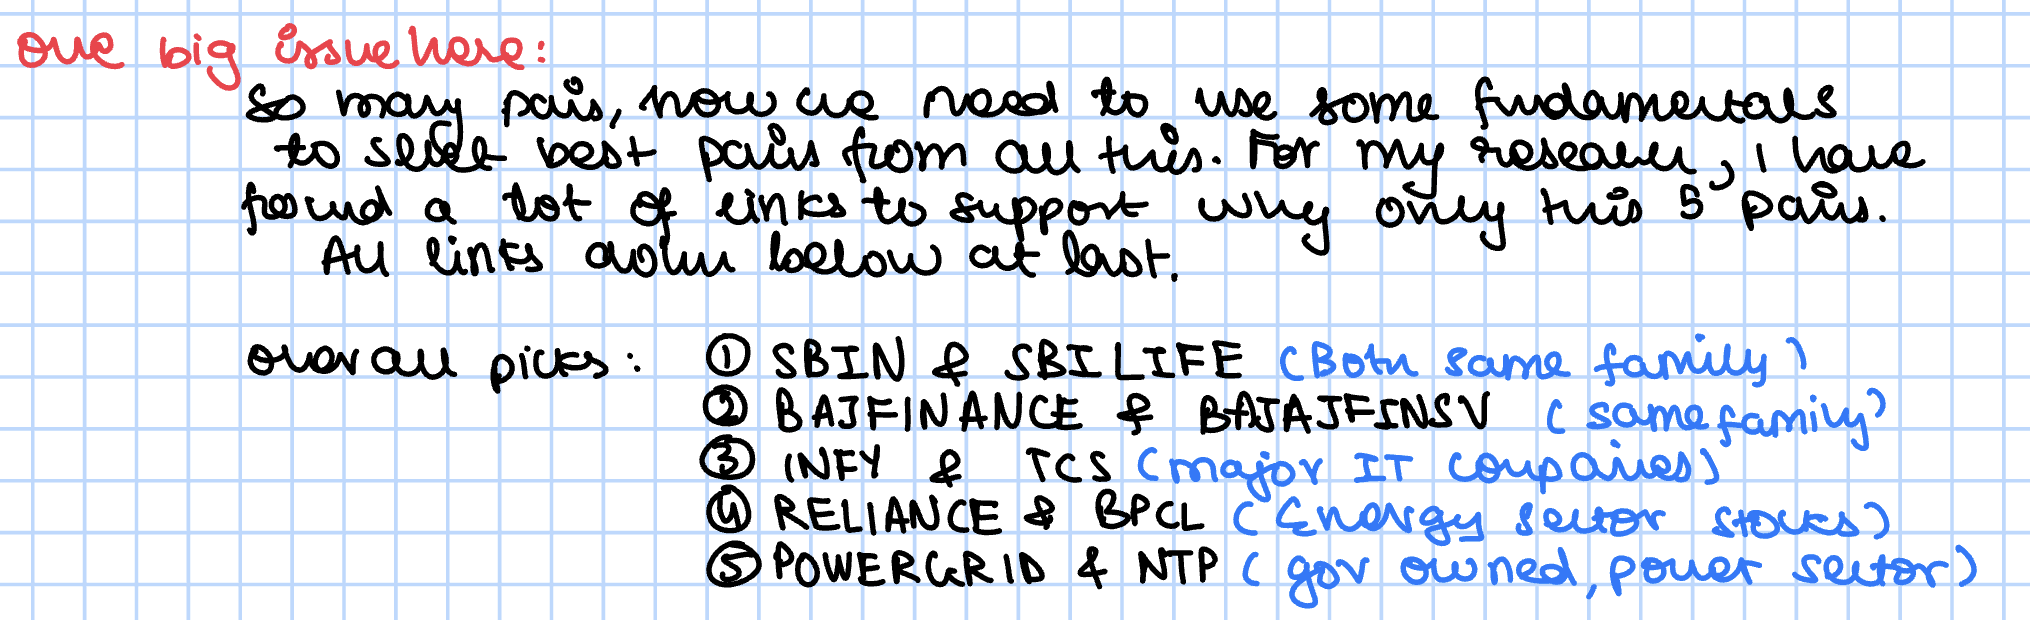 One big issue here:
So many pairs, now we need to use some fundamentals
to select best pairs from all this. For my research, I have
found a lot of links to support why only this 5 pairs.
All links down below at last.
Overall picks: ① SBIN & SBILIFE (Both same family)
② BAJFINANCE & BAJAJFINSV (same family)
③ INFY & TCS (major IT companies)
④ RELIANCE & BPCL (Energy sector stocks)
⑤ POWERGRID & NTP (gov owned, power sector)